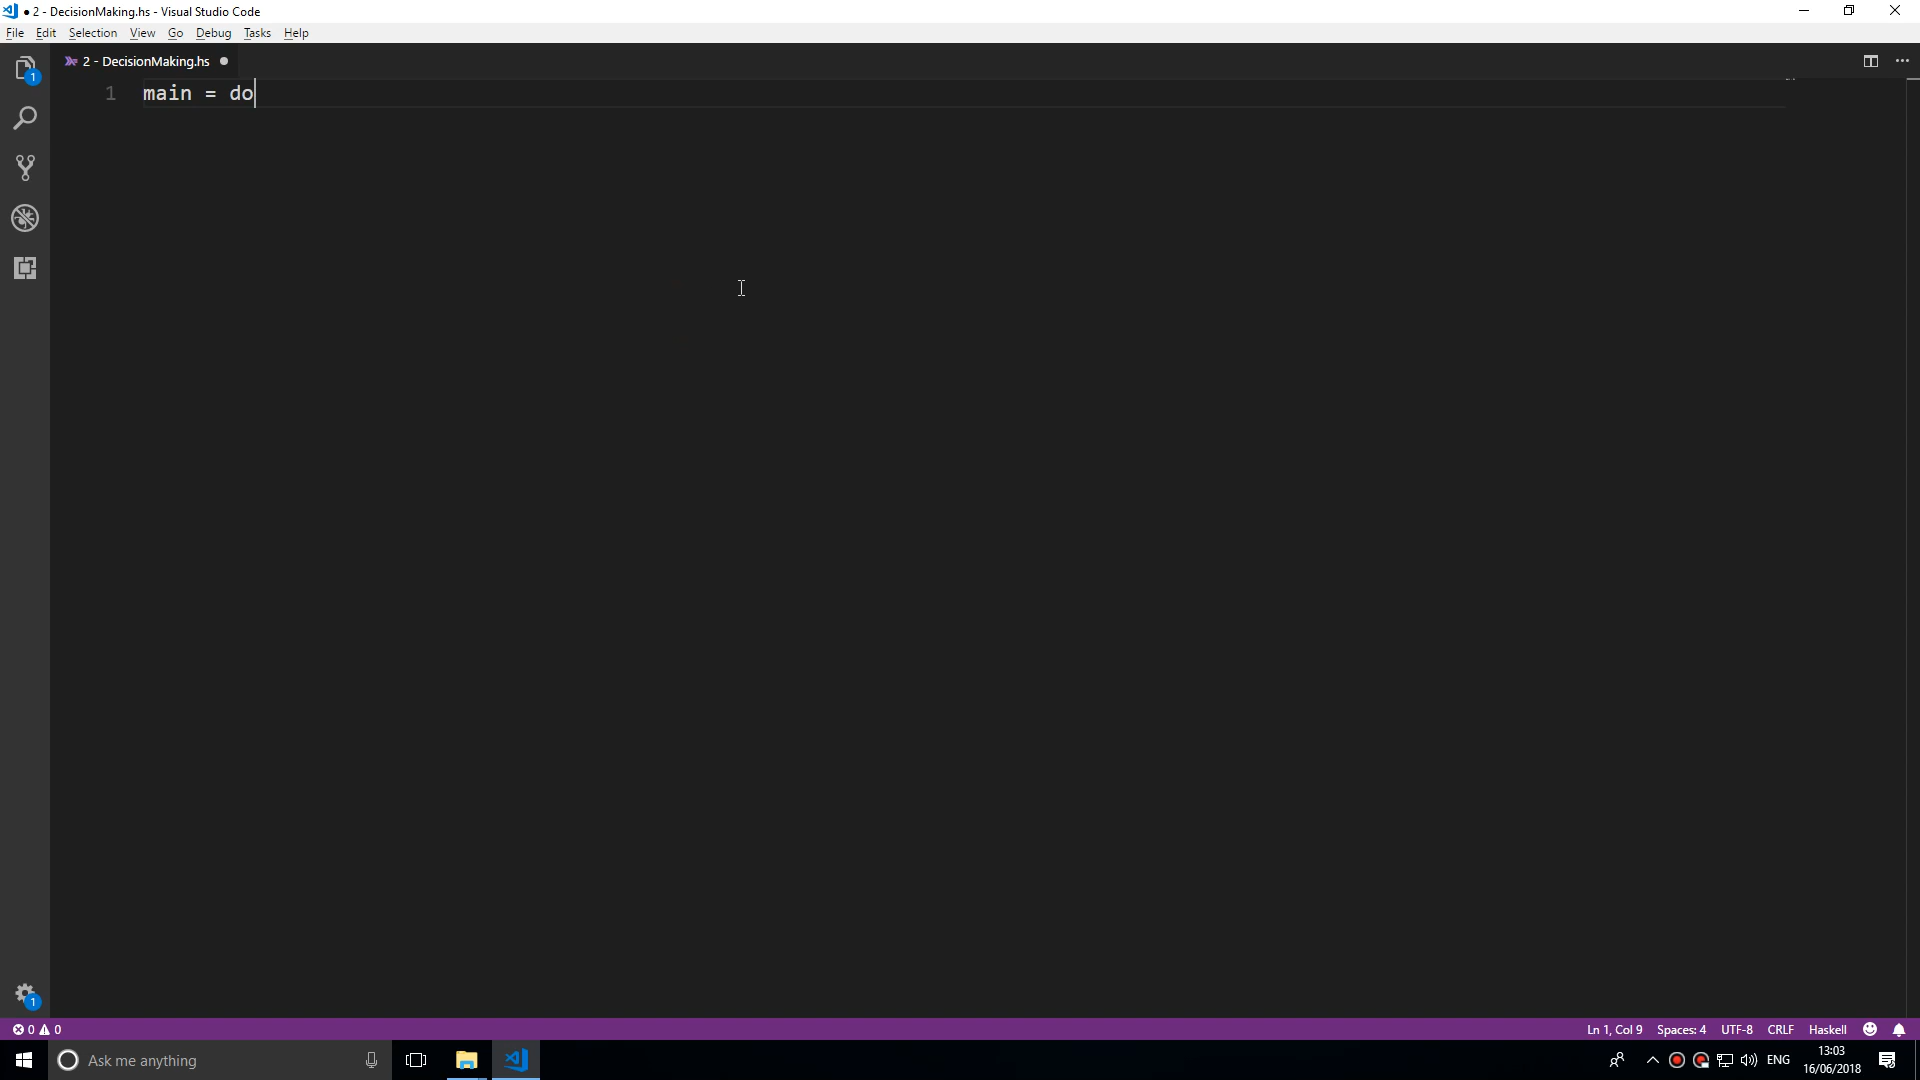 ● 2 - DecisionMaking.hs - Visual Studio Code
File Edit Selection View Go Debug Tasks Help
2 - DecisionMaking.hs
1
1 main = do
1
0 0
Ln 1, Col 9 Spaces: 4 UTF-8 CRLF Haskell
Ask me anything
ENG
13:03
16/06/2018